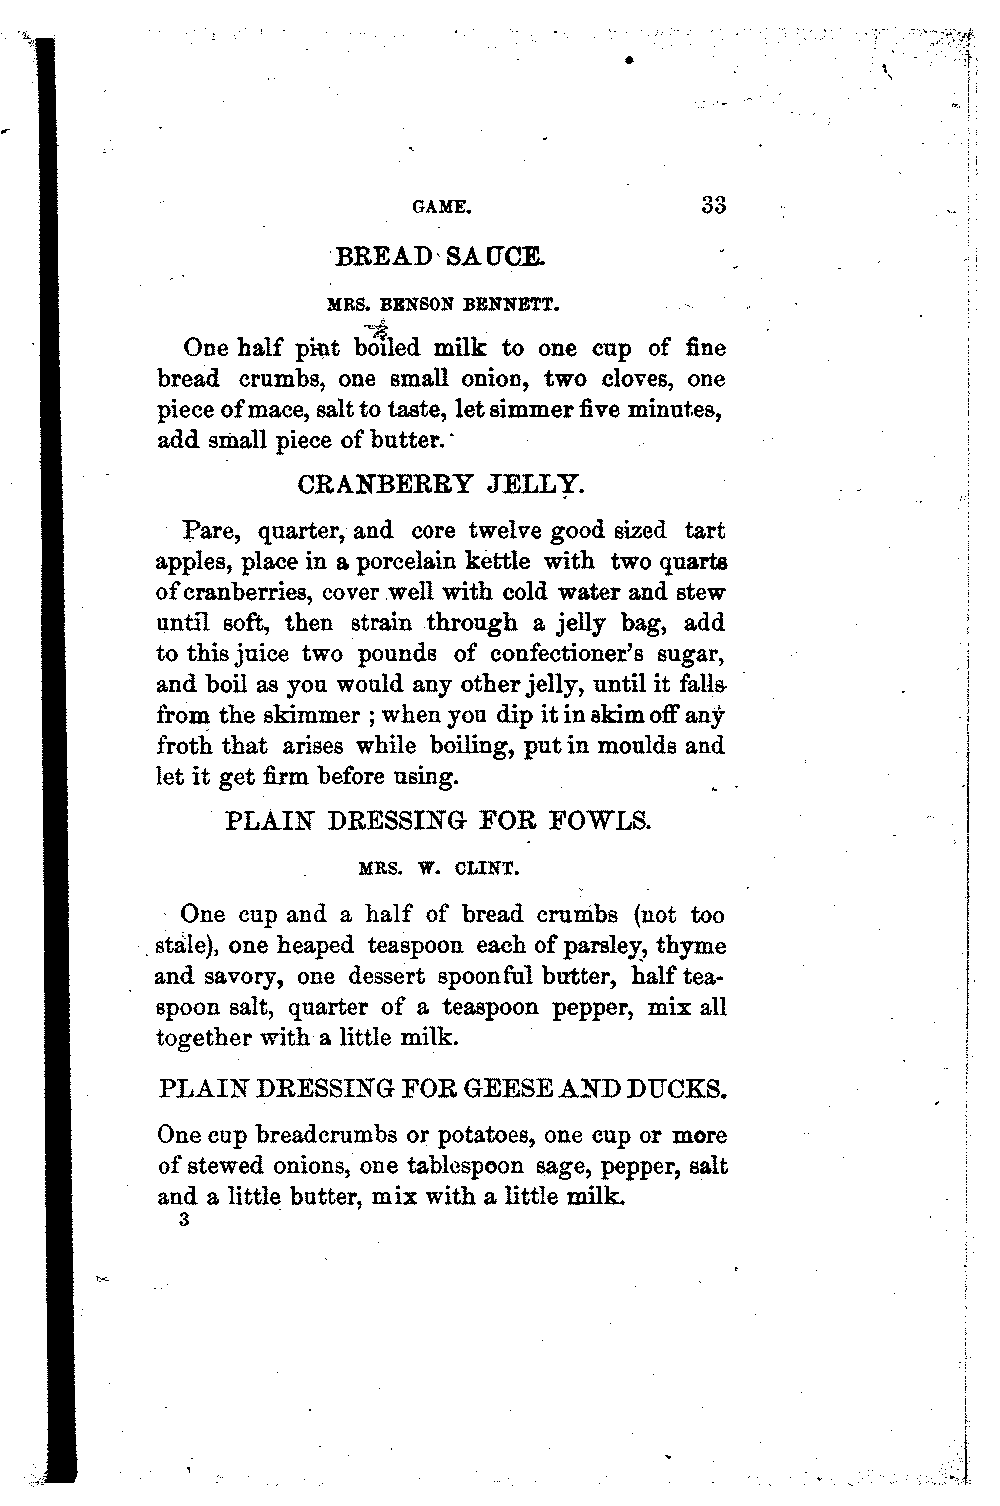 GAME. 33
BREAD SAUCE.
MRS. BENSON BENNETT.
One half pint boiled milk to one cup of fine
bread crumbs, one small onion, two cloves, one
piece of mace, salt to taste, let simmer five minutes,
add small piece of butter.
CRANBERRY JELLY.
Pare, quarter, and core twelve good sized tart
apples, place in a porcelain kettle with two quarts
of cranberries, cover well with cold water and stew
until soft, then strain through a jelly bag, add
to this juice two pounds of confectioner's sugar,
and boil as you would any other jelly, until it falls
from the skimmer ; when you dip it in skim off any
froth that arises while boiling, put in moulds and
let it get firm before using.
PLAIN DRESSING FOR FOWLS.
MRS. W. CLINT.
One cup and a half of bread crumbs (not too
stale), one heaped teaspoon each of parsley, thyme
and savory, one dessert spoonful butter, half tea-
spoon salt, quarter of a teaspoon pepper, mix all
together with a little milk.
PLAIN DRESSING FOR GEESE AND DUCKS.
One cup breadcrumbs or potatoes, one cup or more
of stewed onions, one tablespoon sage, pepper, salt
and a little butter, mix with a little milk.
3